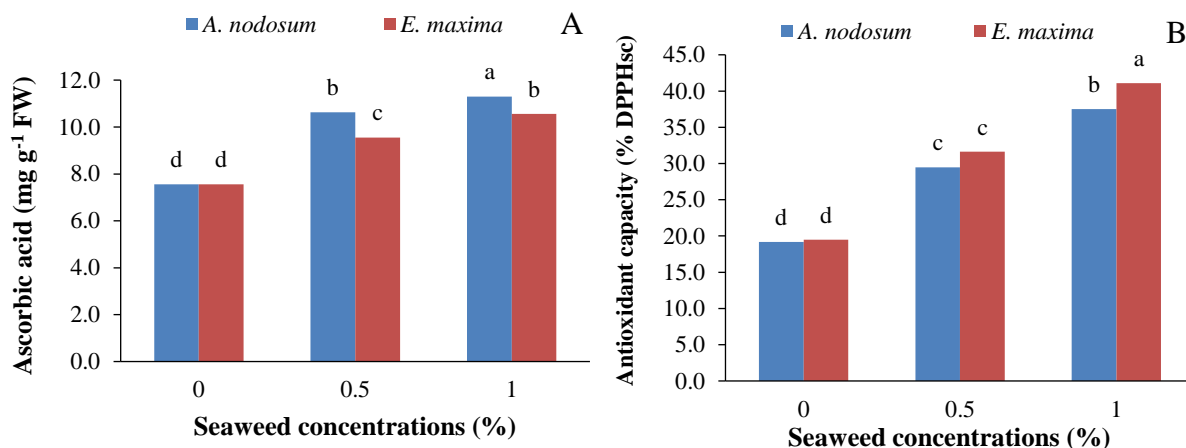 A. nodosum E. maxima A
Ascorbic acid (mg g⁻¹ FW)
12.0
10.0
8.0
6.0
4.0
2.0
0.0
d d b c a b
0 0.5 1
Seaweed concentrations (%)
A. nodosum E. maxima B
Antioxidant capacity (% DPPHsc)
45.0
40.0
35.0
30.0
25.0
20.0
15.0
10.0
5.0
0.0
d d c c b a
0 0.5 1
Seaweed concentrations (%)